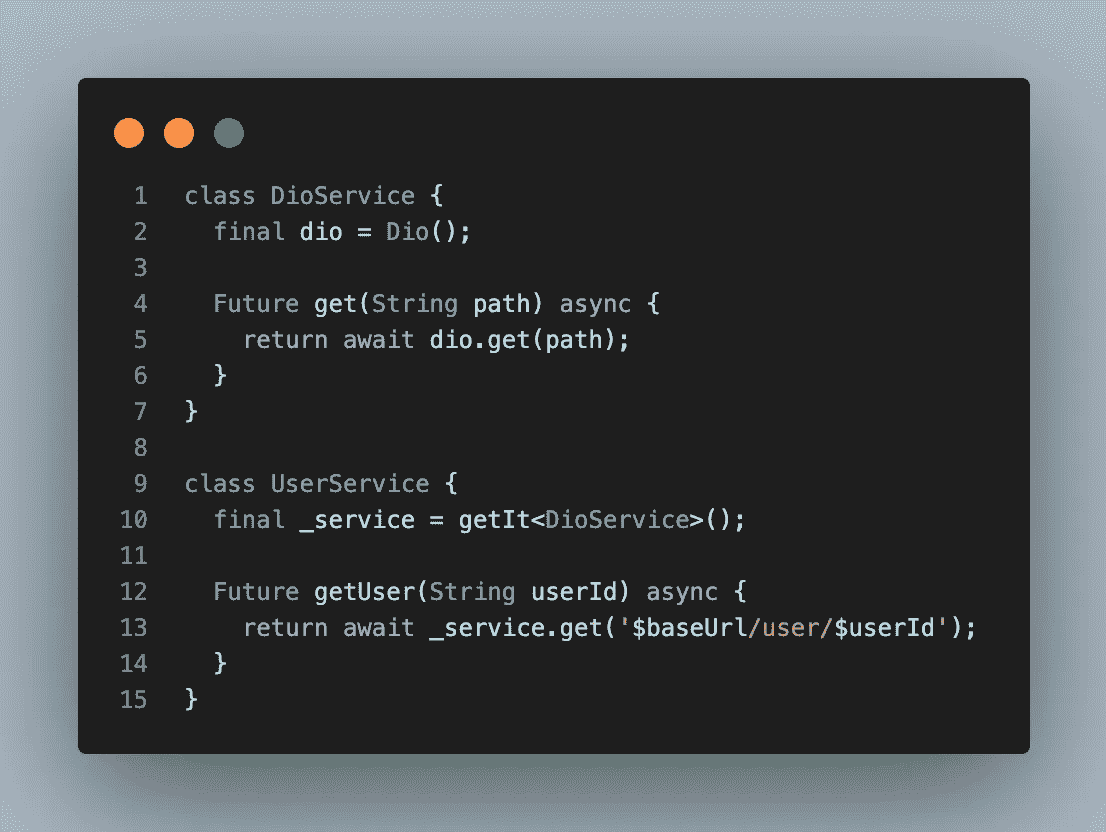 1 class DioService {
2 final dio = Dio();
3
4 Future get(String path) async {
5 return await dio.get(path);
6 }
7 }
8
9 class UserService {
10 final _service = getIt<DioService>();
11
12 Future getUser(String userId) async {
13 return await _service.get('$baseUrl/user/$userId');
14 }
15 }